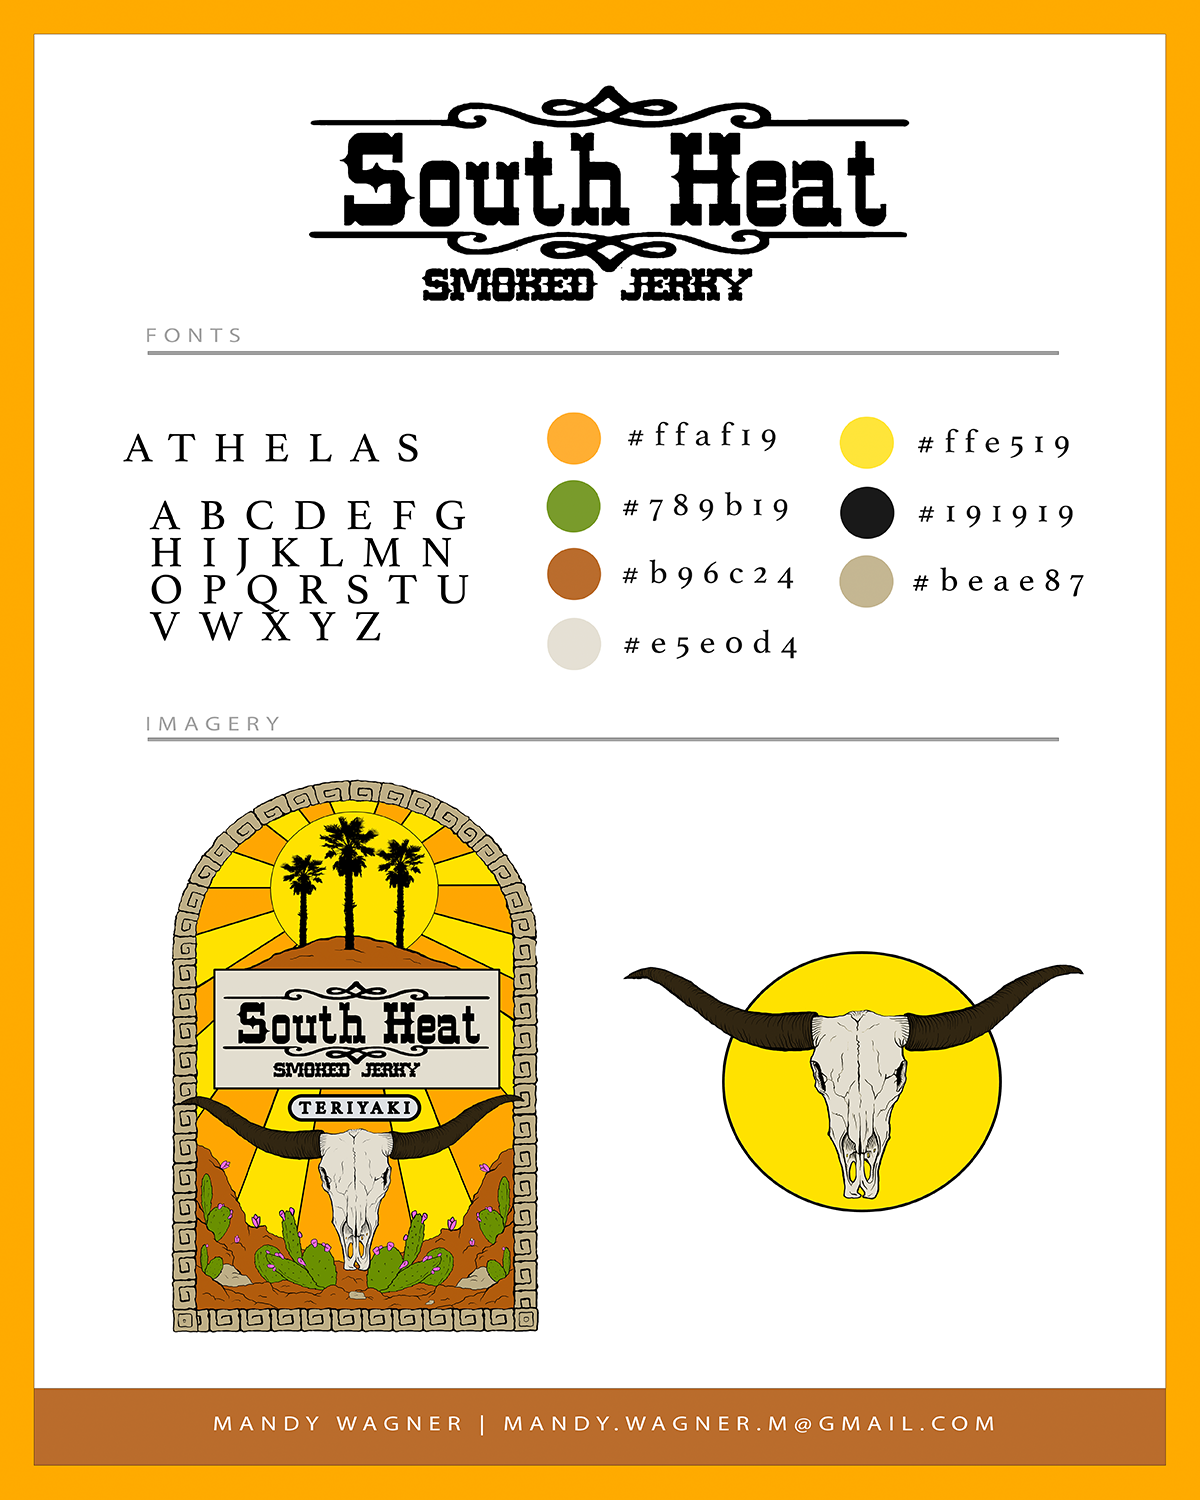 South Heat
SMOKED JERKY
FONTS
ATHELAS
A B C D E F G
H I J K L M N
O P Q R S T U
V W X Y Z
#ffaf19
#789b19
#b96c24
#e5e0d4
#ffe519
#191919
#beae87
IMAGERY
South Heat
SMOKED JERKY
TERIYAKI
MANDY WAGNER | MANDY.WAGNER.M@GMAIL.COM